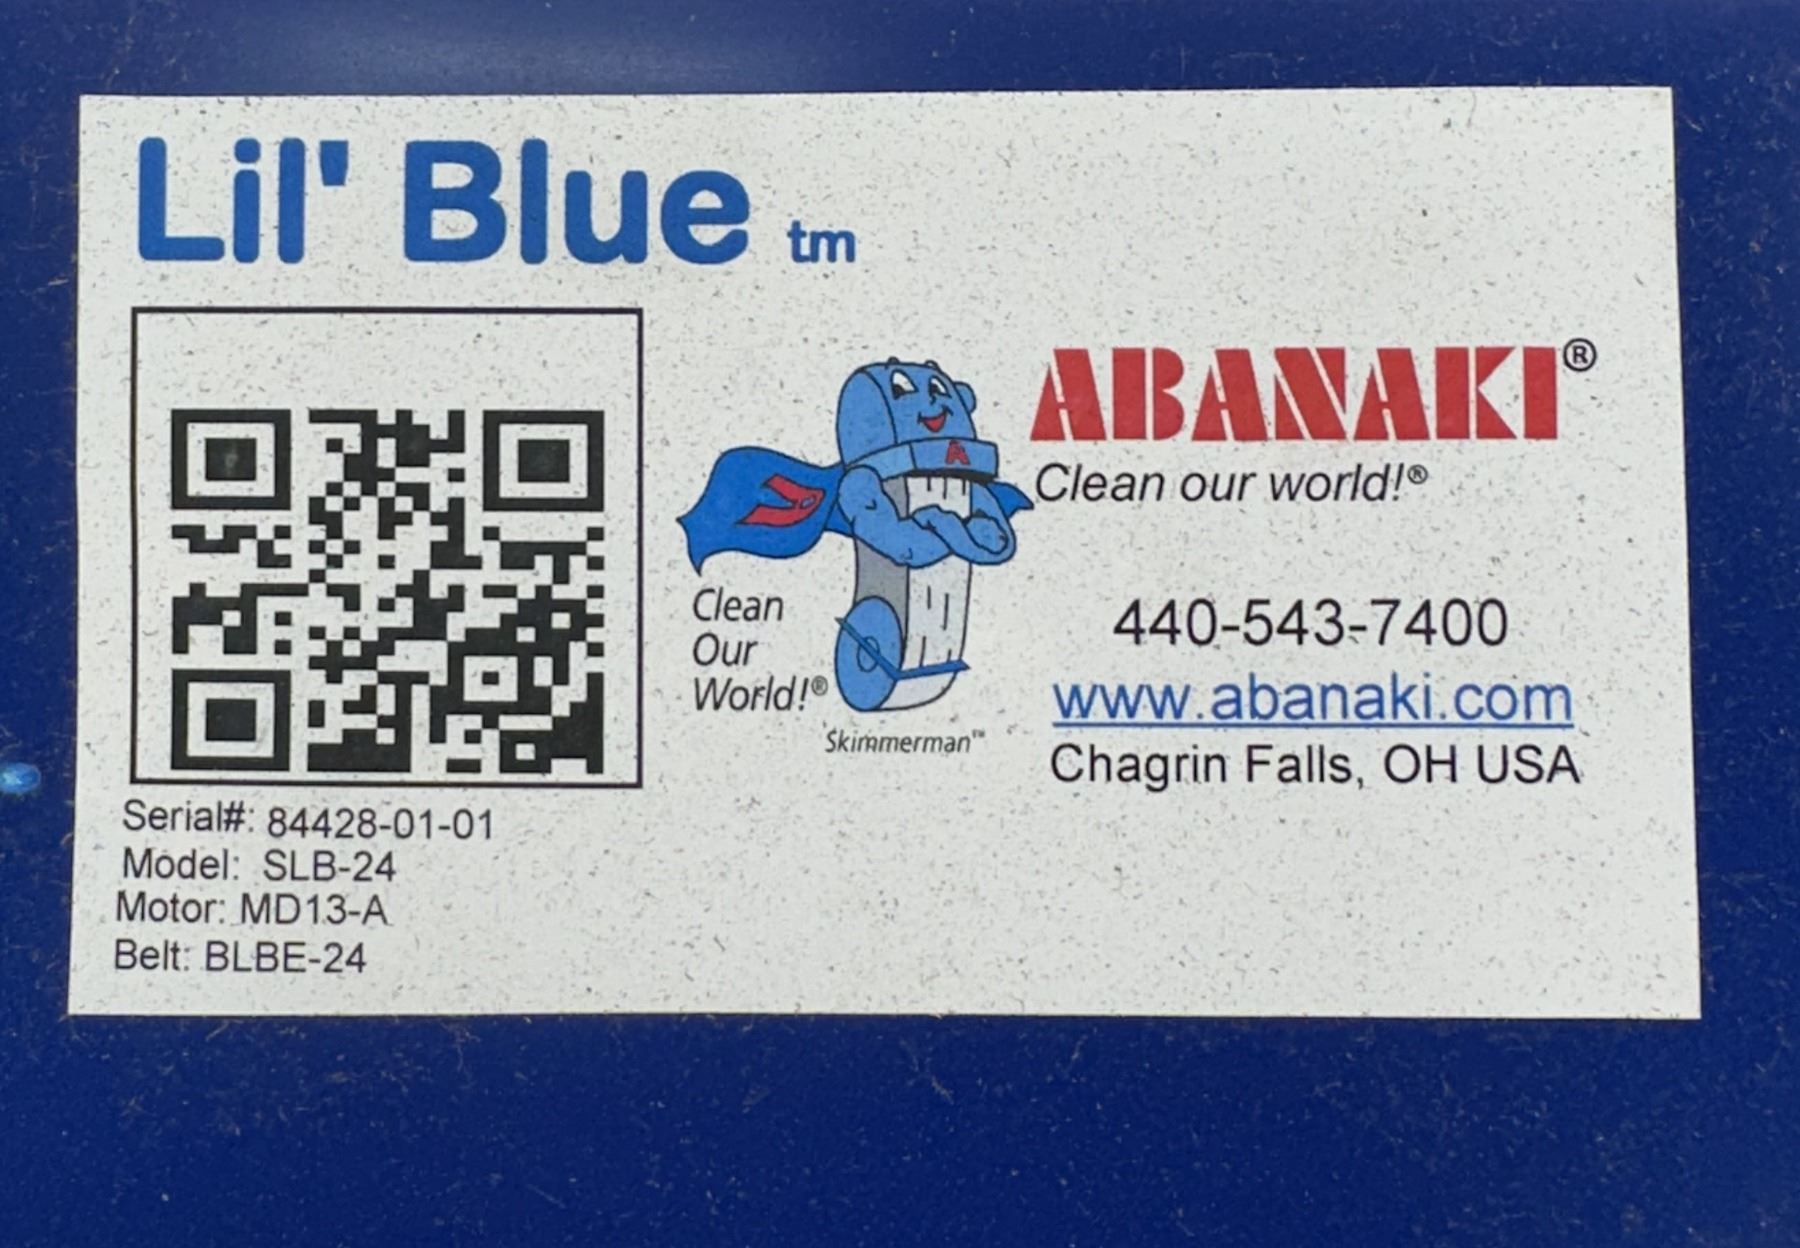 Lil' Blue tm
ABANAKI®
Clean our world!®
A
Clean
Our
World!®
Skimmerman™
440-543-7400
www.abanaki.com
Chagrin Falls, OH USA
Serial#: 84428-01-01
Model: SLB-24
Motor: MD13-A
Belt: BLBE-24